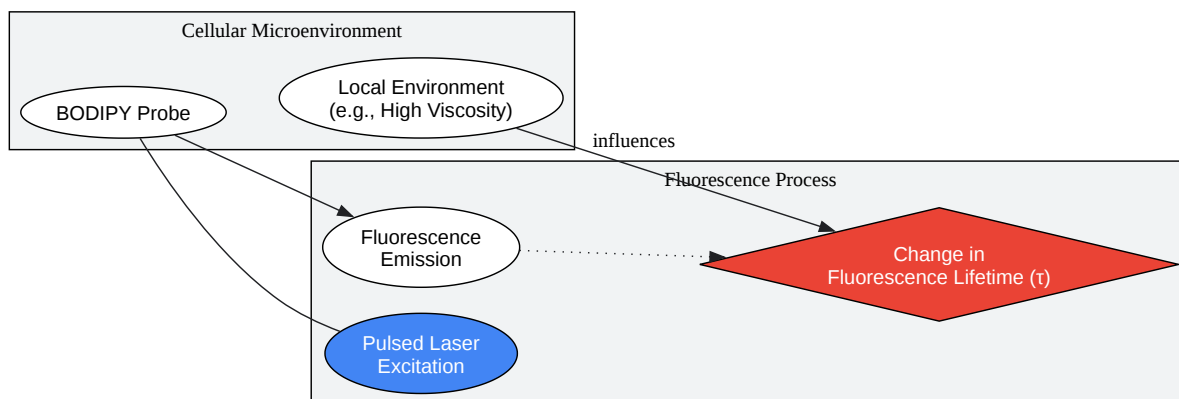 Cellular Microenvironment
BODIPY Probe
Local Environment
(e.g., High Viscosity)
influences
Fluorescence Process
Fluorescence
Emission
Change in
Fluorescence Lifetime (τ)
Pulsed Laser
Excitation